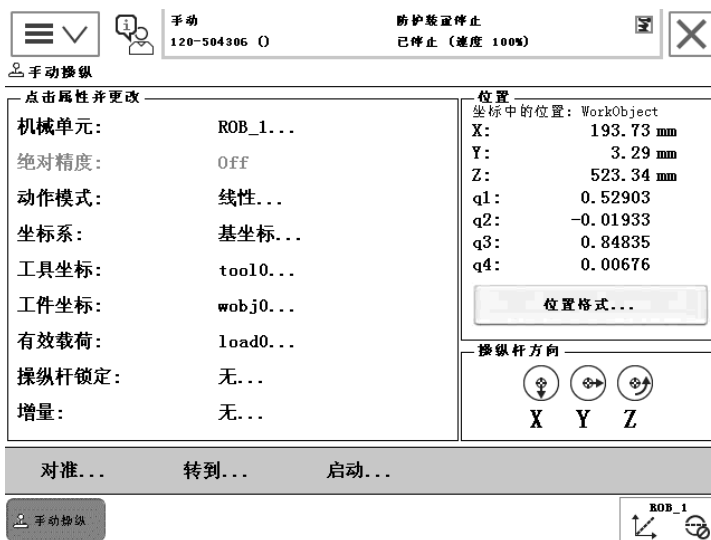 手动
120-504306 ()
防护装置停止
已停止 (速度 100%)
手动操纵
点击属性并更改
机械单元: ROB_1...
绝对精度: Off
动作模式: 线性...
坐标系: 基坐标...
工具坐标: tool0...
工件坐标: wobj0...
有效载荷: load0...
操纵杆锁定: 无...
增量: 无...
位置
坐标中的位置: WorkObject
X: 193.73 mm
Y: 3.29 mm
Z: 523.34 mm
q1: 0.52903
q2: -0.01933
q3: 0.84835
q4: 0.00676
位置格式...
操纵杆方向
X Y Z
对准... 转到... 启动...
手动操纵
ROB_1